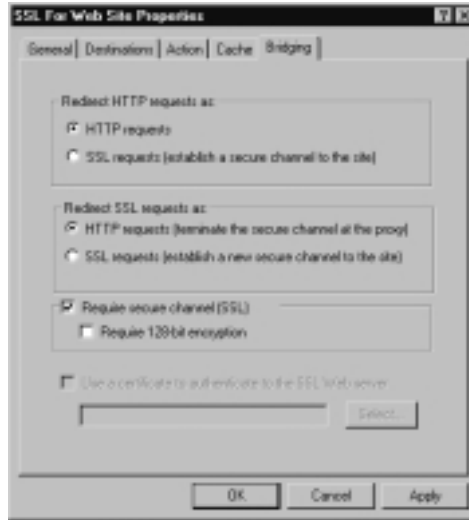 SSL For Web Site Properties
General Destinations Action Cache Bridging
Redirect HTTP requests as:
HTTP requests
SSL requests (establish a secure channel to the site)
Redirect SSL requests as:
HTTP requests (terminate the secure channel at the proxy)
SSL requests (establish a new secure channel to the site)
Require secure channel (SSL)
Require 128-bit encryption
Use a certificate to authenticate to the SSL Web server
Select...
OK Cancel Apply